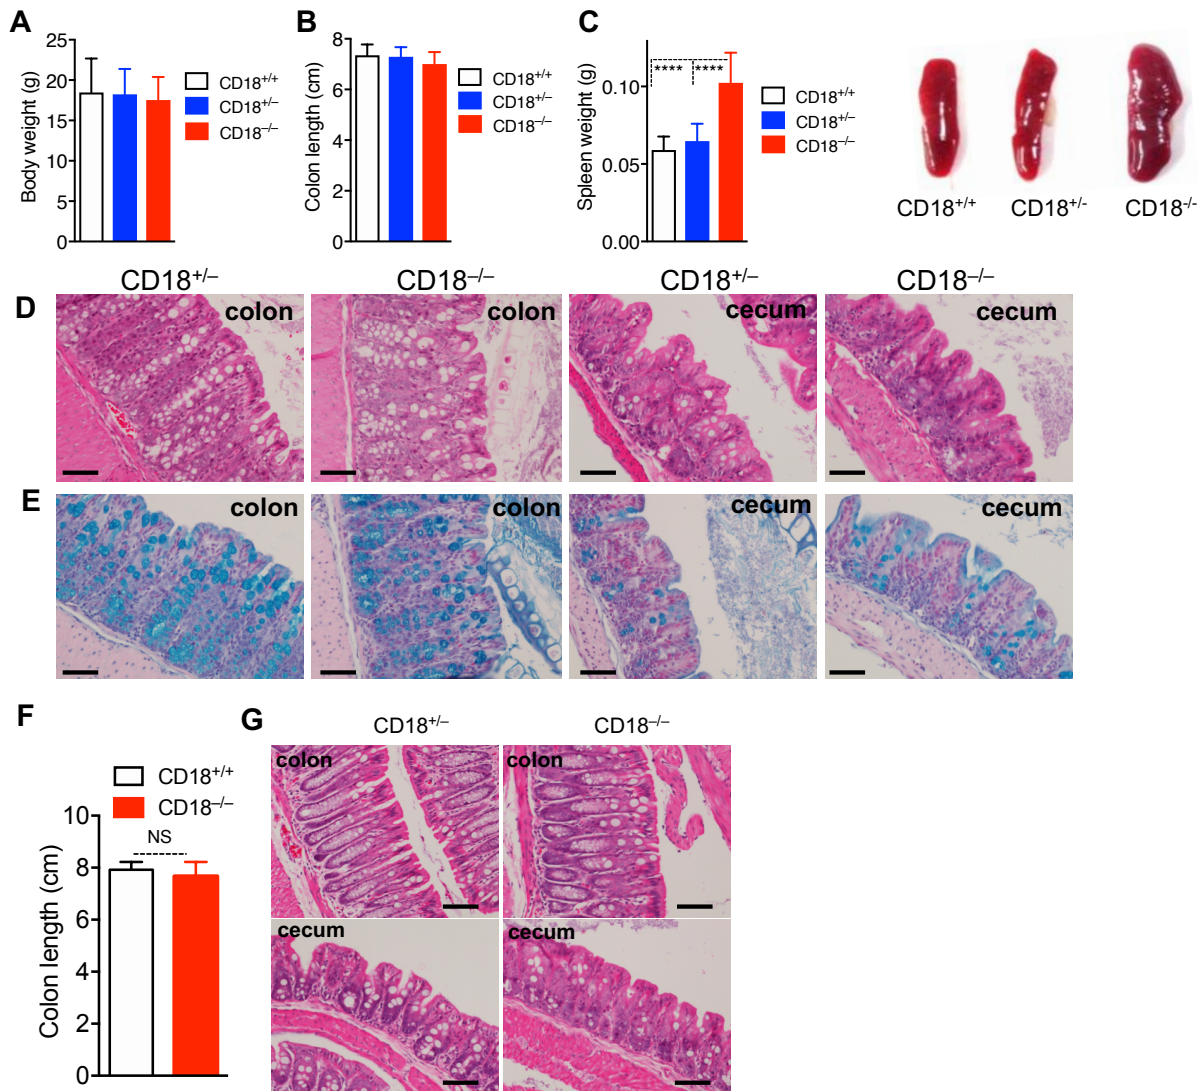 A
Body weight (g)
25
20
15
10
5
0
CD18+/+
CD18+/–
CD18–/–
B
Colon length (cm)
8
6
4
2
0
CD18+/+
CD18+/–
CD18–/–
C
Spleen weight (g)
0.10
0.05
0.00
**** ****
CD18+/+
CD18+/–
CD18–/–
CD18+/+ CD18+/- CD18-/-
CD18+/– CD18–/– CD18+/– CD18–/–
D
colon colon cecum cecum
E
colon colon cecum cecum
F
CD18+/+
CD18–/–
Colon length (cm)
10
8
6
4
2
0
NS
G
CD18+/– CD18–/–
colon colon
cecum cecum